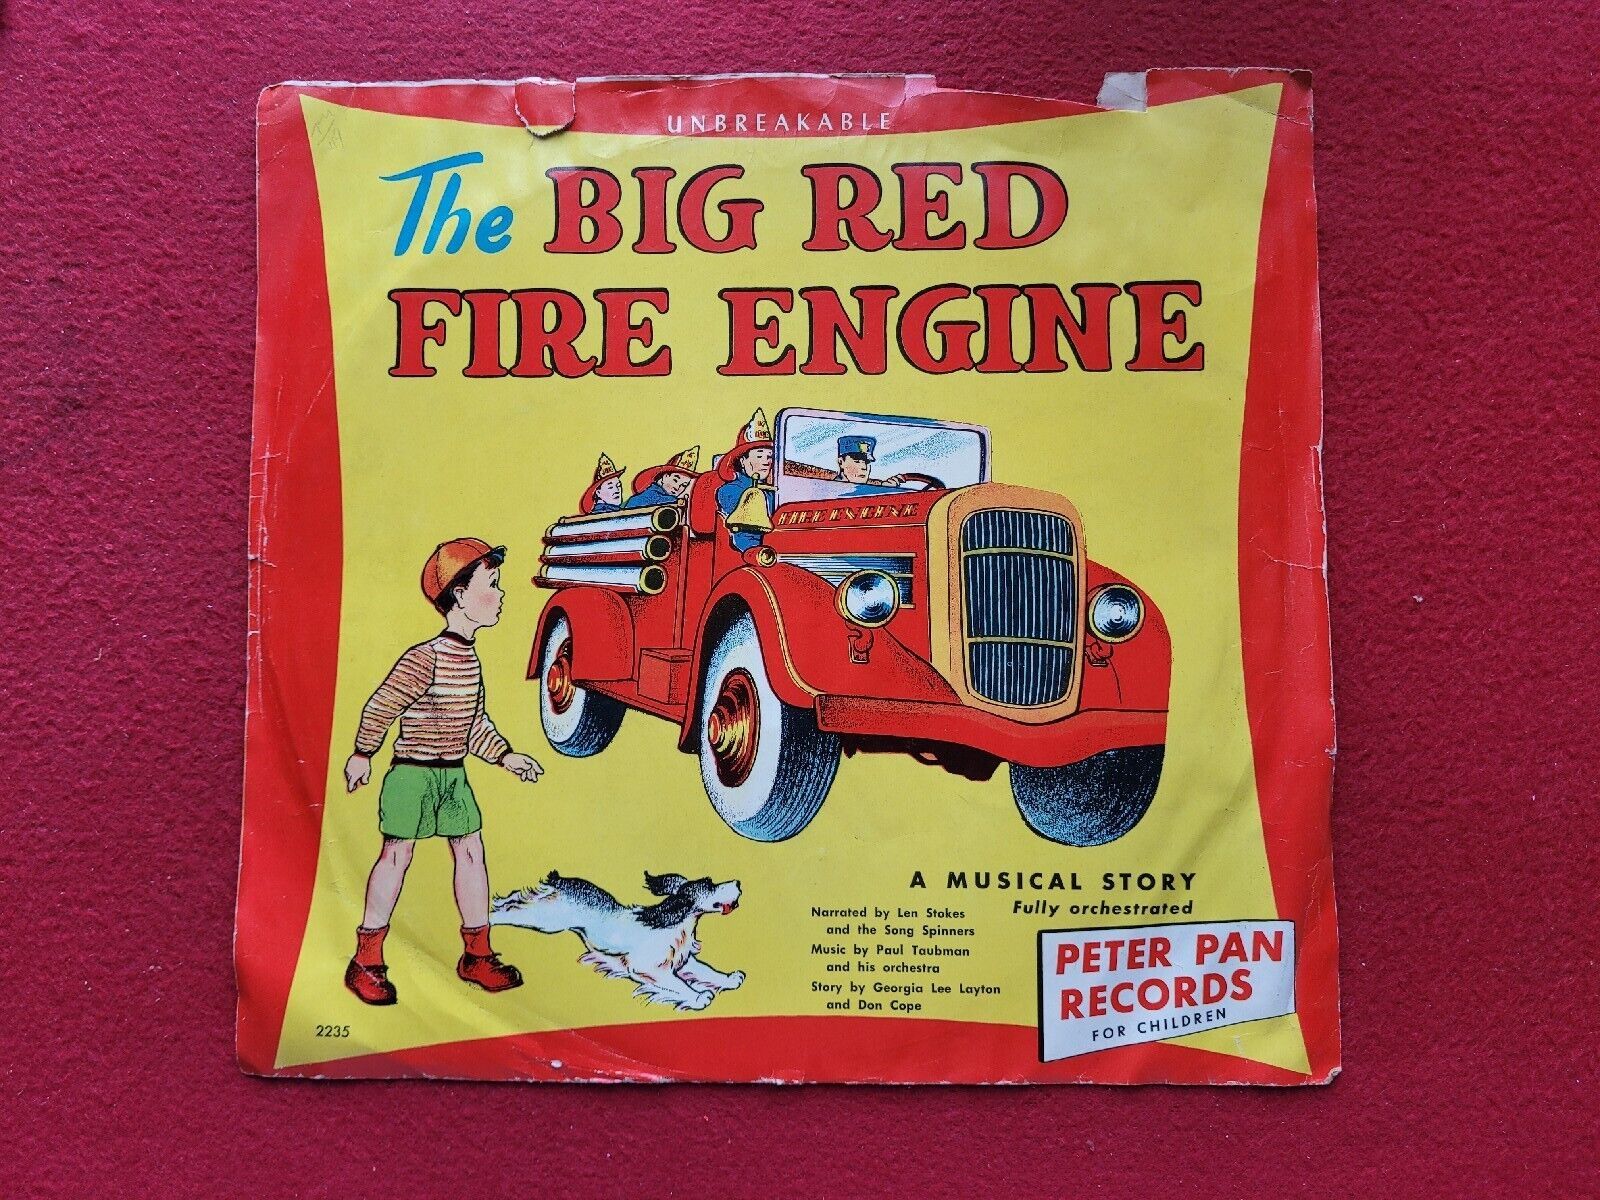 UNBREAKABLE
The BIG RED
FIRE ENGINE
FIRE ENGINE
A MUSICAL STORY
Fully orchestrated
Narrated by Len Stokes
and the Song Spinners
Music by Paul Taubman
and his orchestra
Story by Georgia Lee Layton
and Don Cope
PETER PAN
RECORDS
FOR CHILDREN
2235